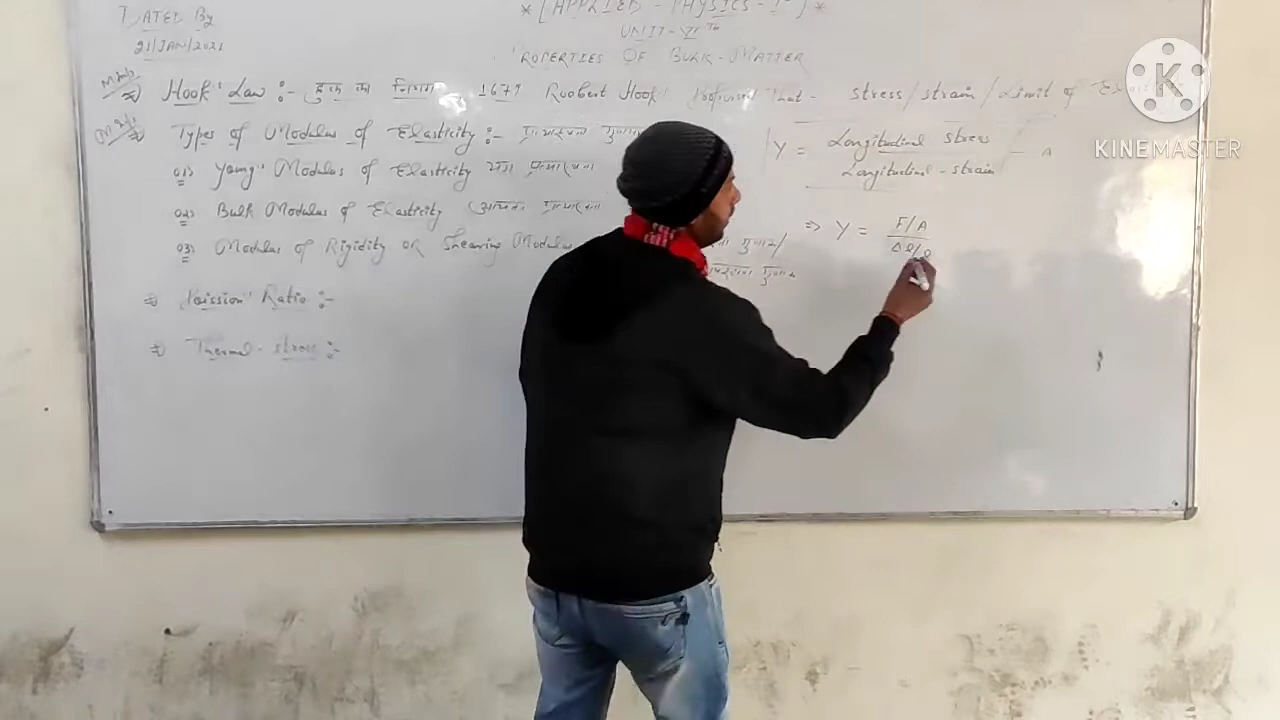 DATED By
21/JAN/2021
*[APPLIED - PHYSICS - I]*
UNIT - VI
PROPERTIES OF BULK - MATTER
Hook' Law :- हुक का नियम 1679 Roobert Hook' That - stress/strain/Limit of
Types of Modulus of Elasticity :-
01) Young" Modulus of Elasticity
02) Bulk Modulus of Elasticity
03) Modulus of Rigidity OR Shearing Modulus
⇒ Poission" Ratio :-
⇒ Thermal - stress :-
Y = Longitudinal stress
Longitudinal - strain
⇒ Y = F/A
Δl/l
K
KINEMASTER